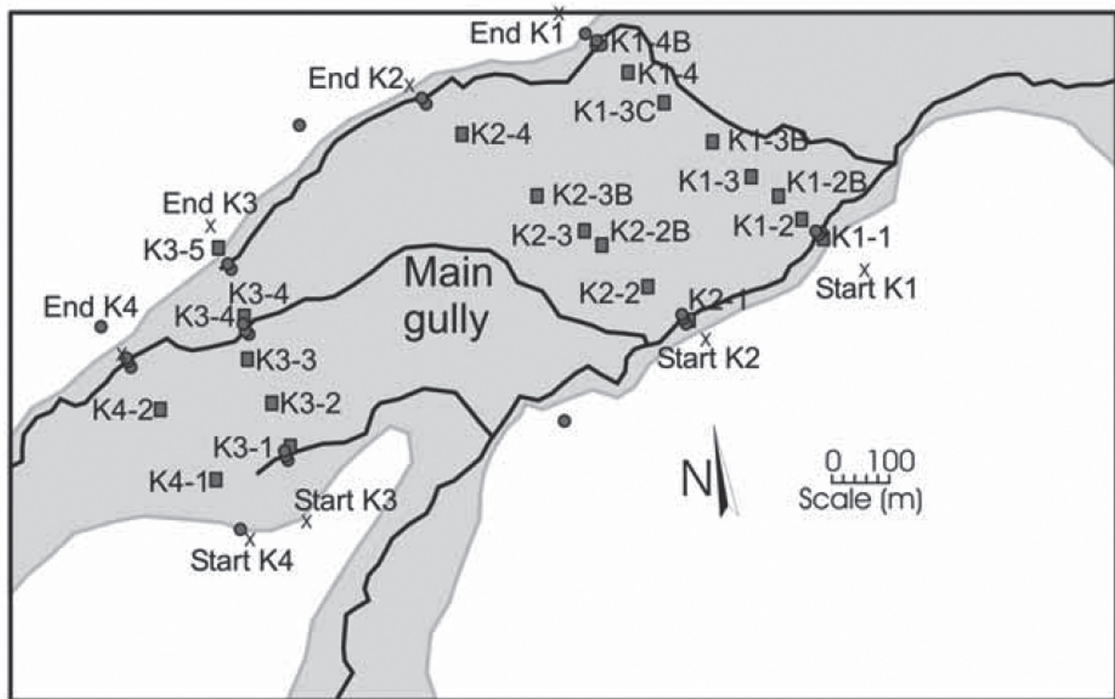 End K1
K1-4B
End K2
K1-4
K1-3C
K2-4
K1-3B
K1-3
K1-2B
K2-3B
End K3
K1-2
K1-1
K2-3
K2-2B
K3-5
Start K1
Main
gully
K2-2
K3-4
K2-1
End K4
K3-4
Start K2
K3-3
K4-2
K3-2
K3-1
0 100
Scale (m)
N
K4-1
Start K3
Start K4